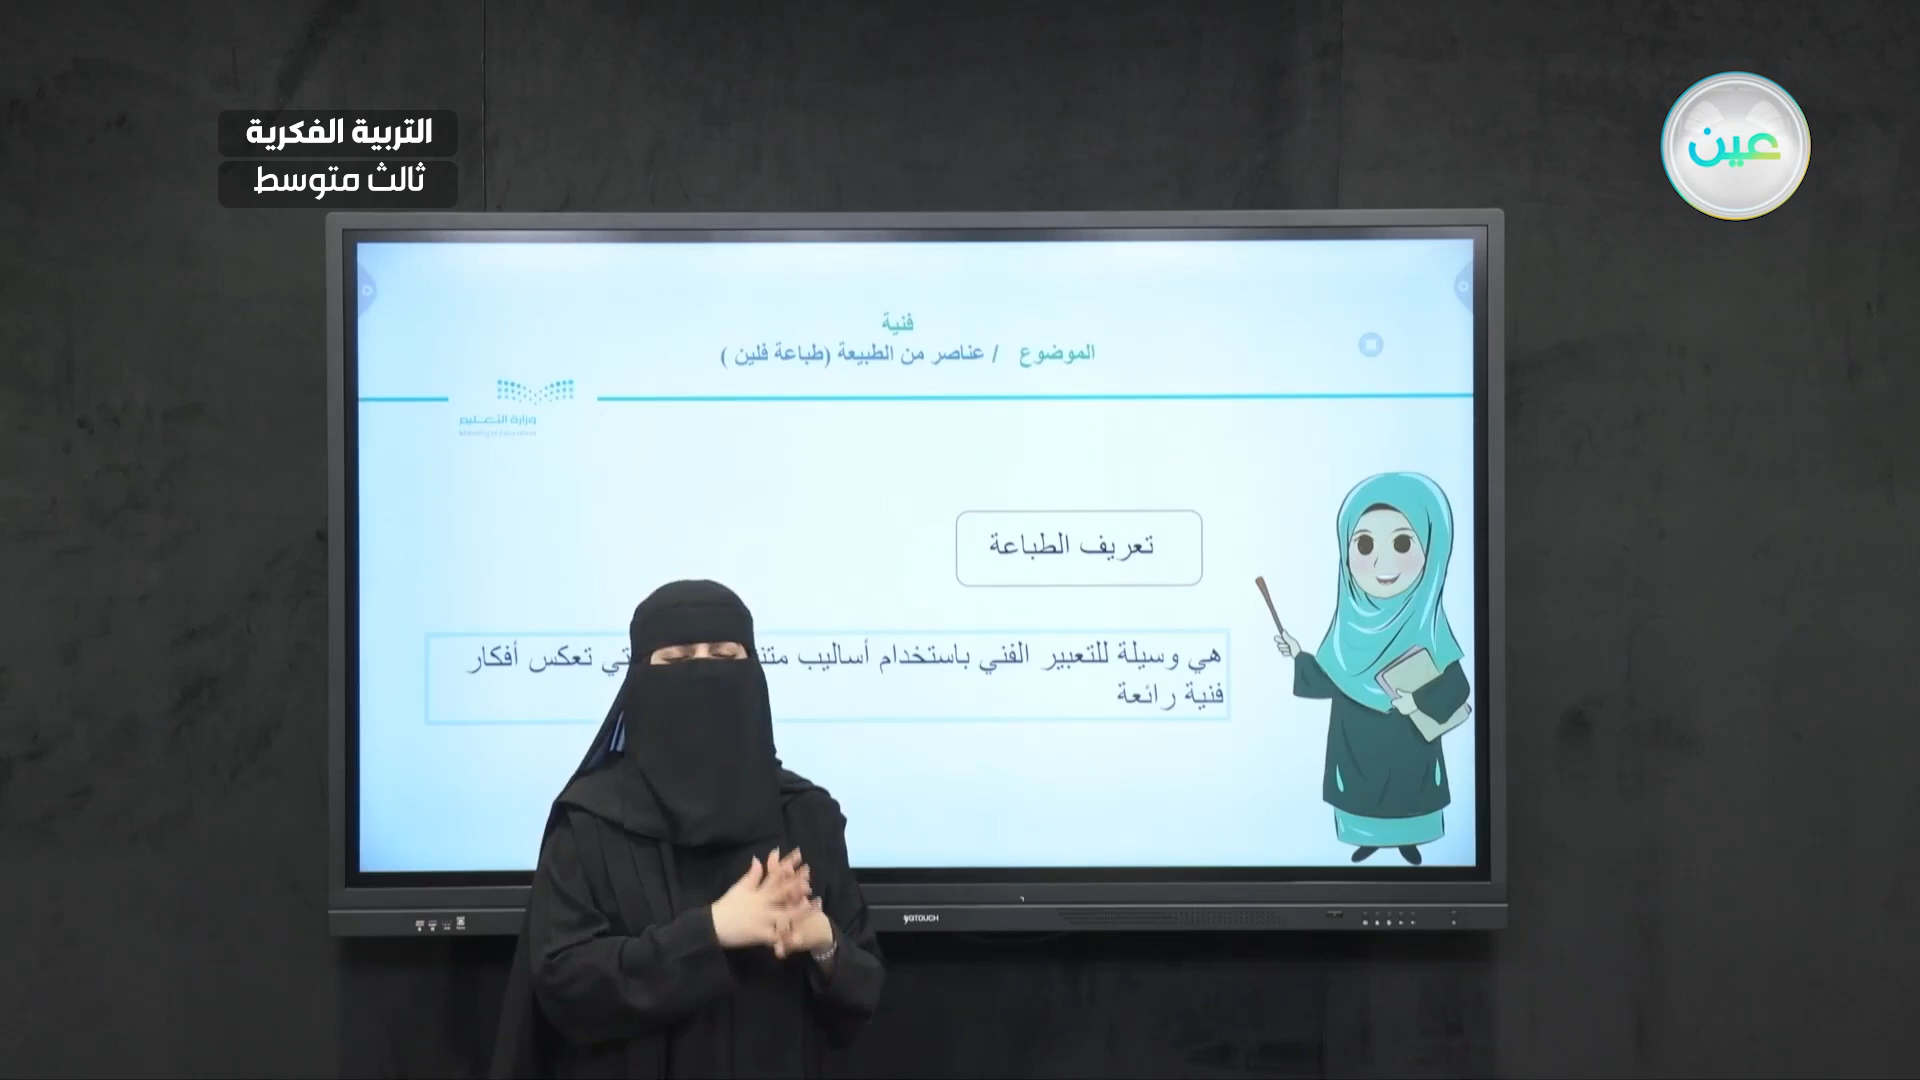 التربية الفكرية
ثالث متوسط
عين
فنية
الموضوع / عناصر من الطبيعة (طباعة فلين )
وزارة التعليم
تعريف الطباعة
هي وسيلة للتعبير الفني باستخدام أساليب تعكس أفكار
فنية رائعة